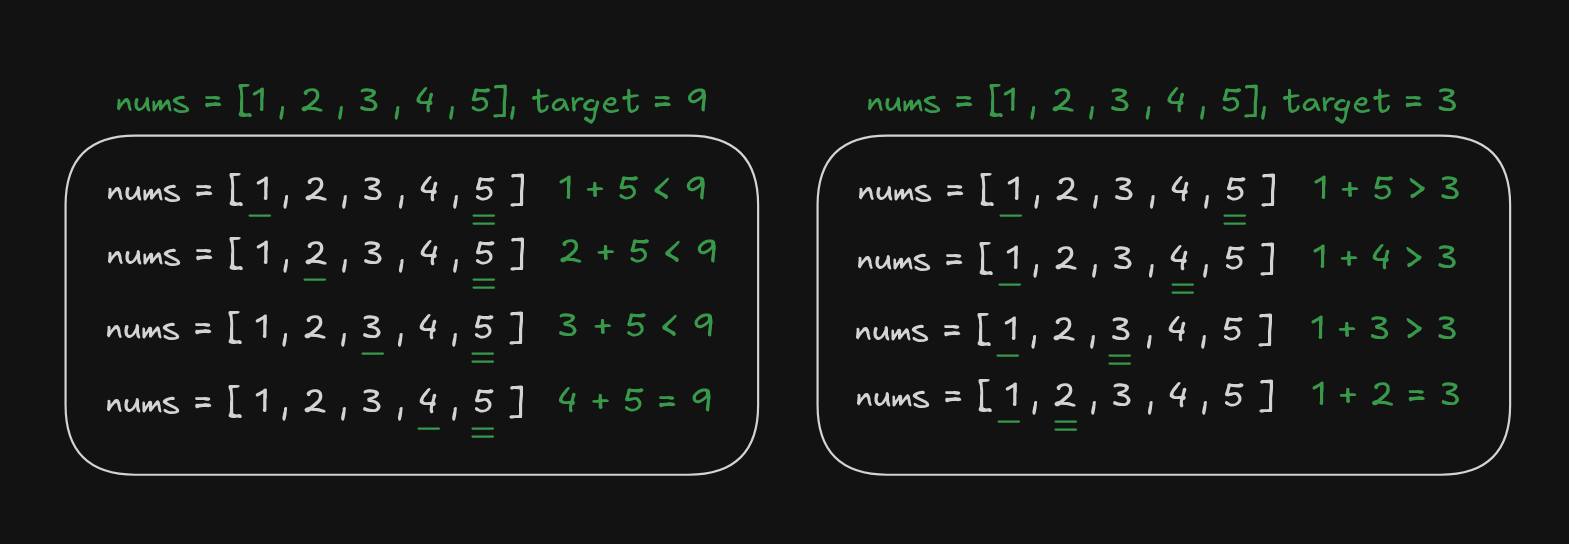 nums = [1 , 2 , 3 , 4 , 5], target = 9
nums = [ 1 , 2 , 3 , 4 , 5 ] 1 + 5 < 9
nums = [ 1 , 2 , 3 , 4 , 5 ] 2 + 5 < 9
nums = [ 1 , 2 , 3 , 4 , 5 ] 3 + 5 < 9
nums = [ 1 , 2 , 3 , 4 , 5 ] 4 + 5 = 9
nums = [1 , 2 , 3 , 4 , 5], target = 3
nums = [ 1 , 2 , 3 , 4 , 5 ] 1 + 5 > 3
nums = [ 1 , 2 , 3 , 4 , 5 ] 1 + 4 > 3
nums = [ 1 , 2 , 3 , 4 , 5 ] 1 + 3 > 3
nums = [ 1 , 2 , 3 , 4 , 5 ] 1 + 2 = 3